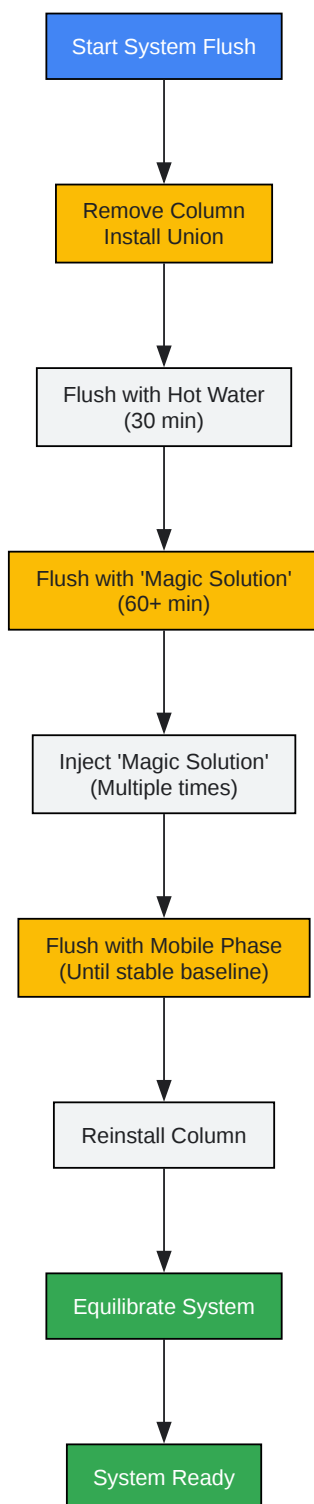 Start System Flush
Remove Column
Install Union
Flush with Hot Water
(30 min)
Flush with 'Magic Solution'
(60+ min)
Inject 'Magic Solution'
(Multiple times)
Flush with Mobile Phase
(Until stable baseline)
Reinstall Column
Equilibrate System
System Ready